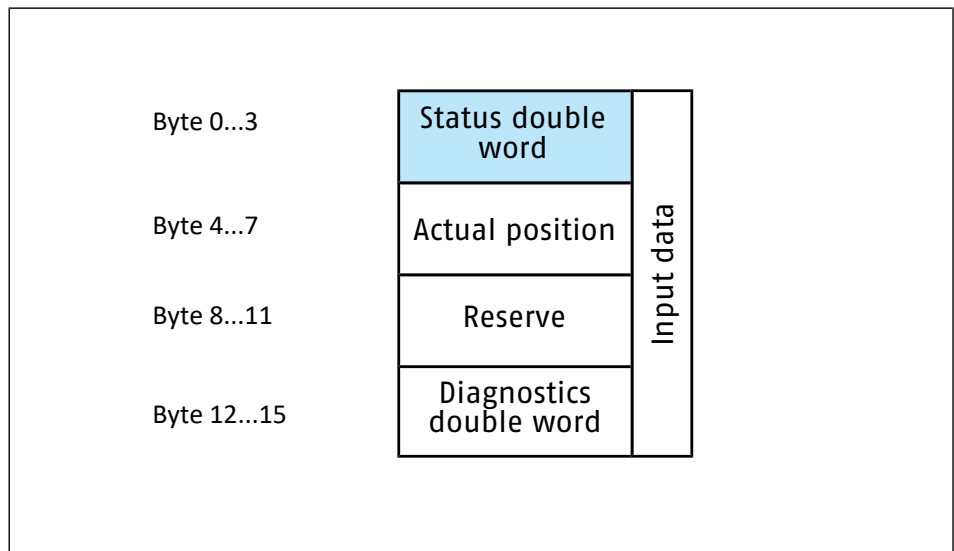 Byte 0...3
Status double
word
Byte 4...7
Actual position
Byte 8...11
Reserve
Byte 12...15
Diagnostics
double word
Input data